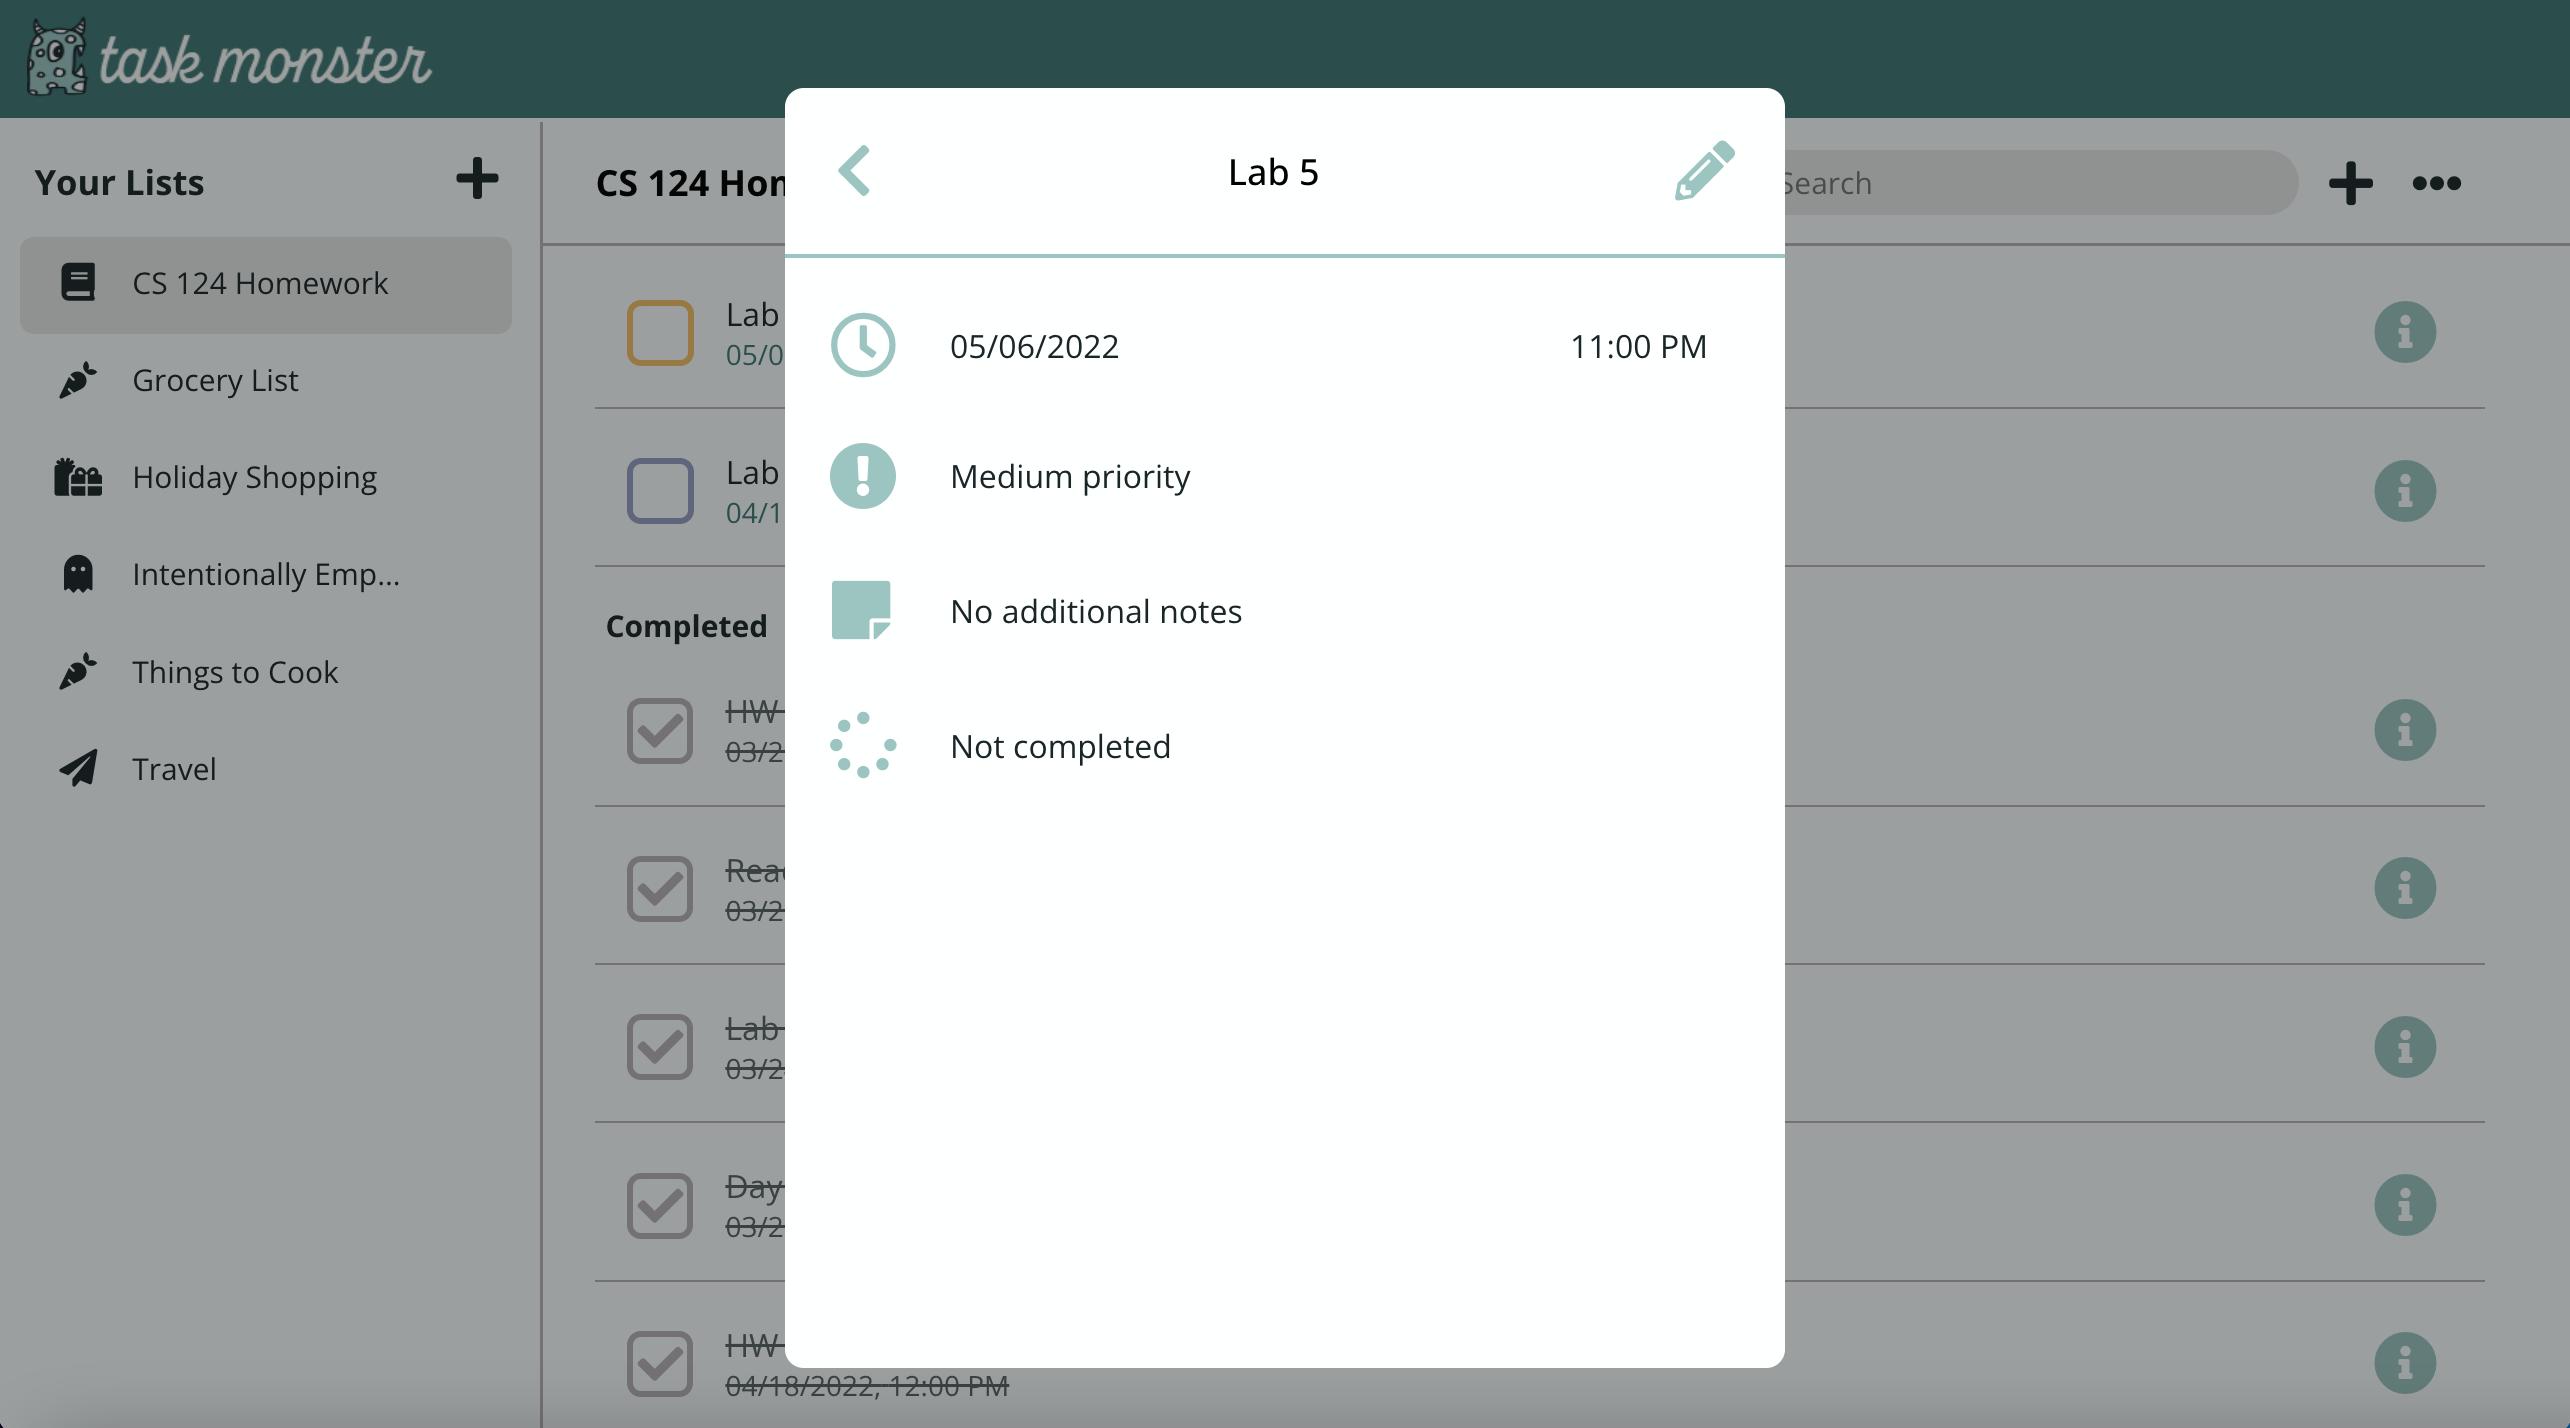 task monster
Your Lists
CS 124 Homework
Grocery List
Holiday Shopping
Intentionally Emp...
Things to Cook
Travel
CS 124
Search
Lab
05/0
Lab
04/1
Completed
HW
03/2
03/2
Lab
03/2
Day
03/2
HW
04/18/2022, 12:00 PM
Lab 5
05/06/2022 11:00 PM
Medium priority
No additional notes
Not completed